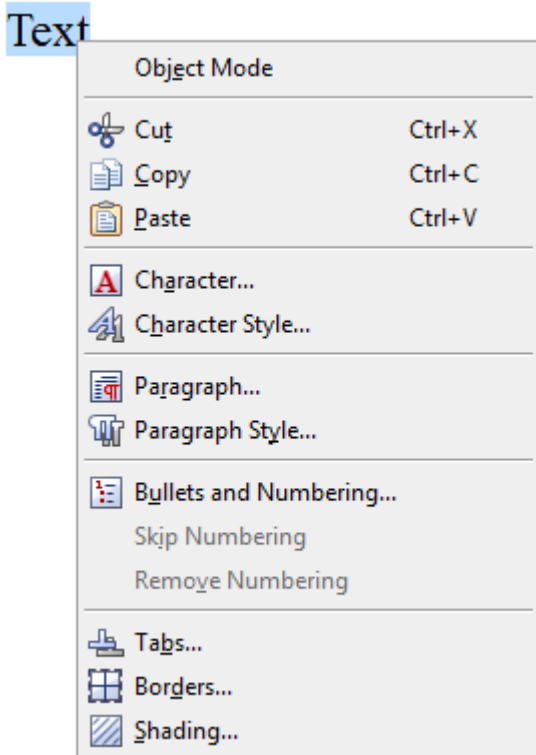 Text
Object Mode
Cut Ctrl+X
Copy Ctrl+C
Paste Ctrl+V
Character...
Character Style...
Paragraph...
Paragraph Style...
Bullets and Numbering...
Skip Numbering
Remove Numbering
Tabs...
Borders...
Shading...